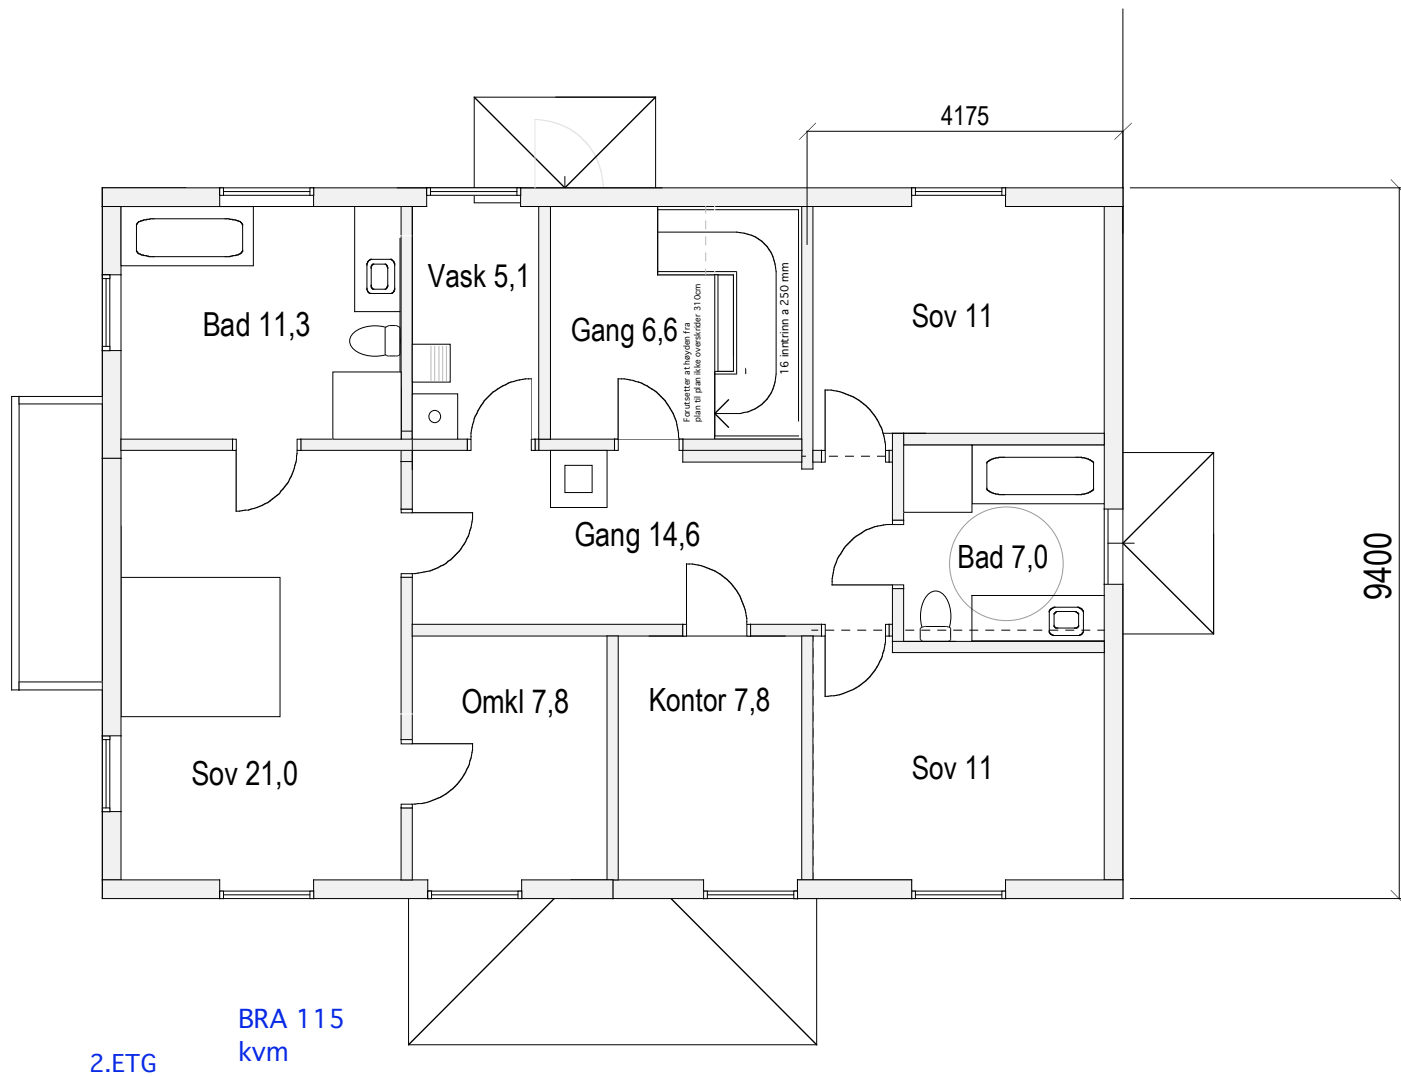 4175
Vask 5,1
Bad 11,3
Gang 6,6
Forutsetter at høyden fra
plan til plan ikke overskrider 310cm
16 inntrinn a 250 mm
Sov 11
Gang 14,6
Bad 7,0
9400
Omkl 7,8
Kontor 7,8
Sov 21,0
Sov 11
BRA 115
kvm
2.ETG